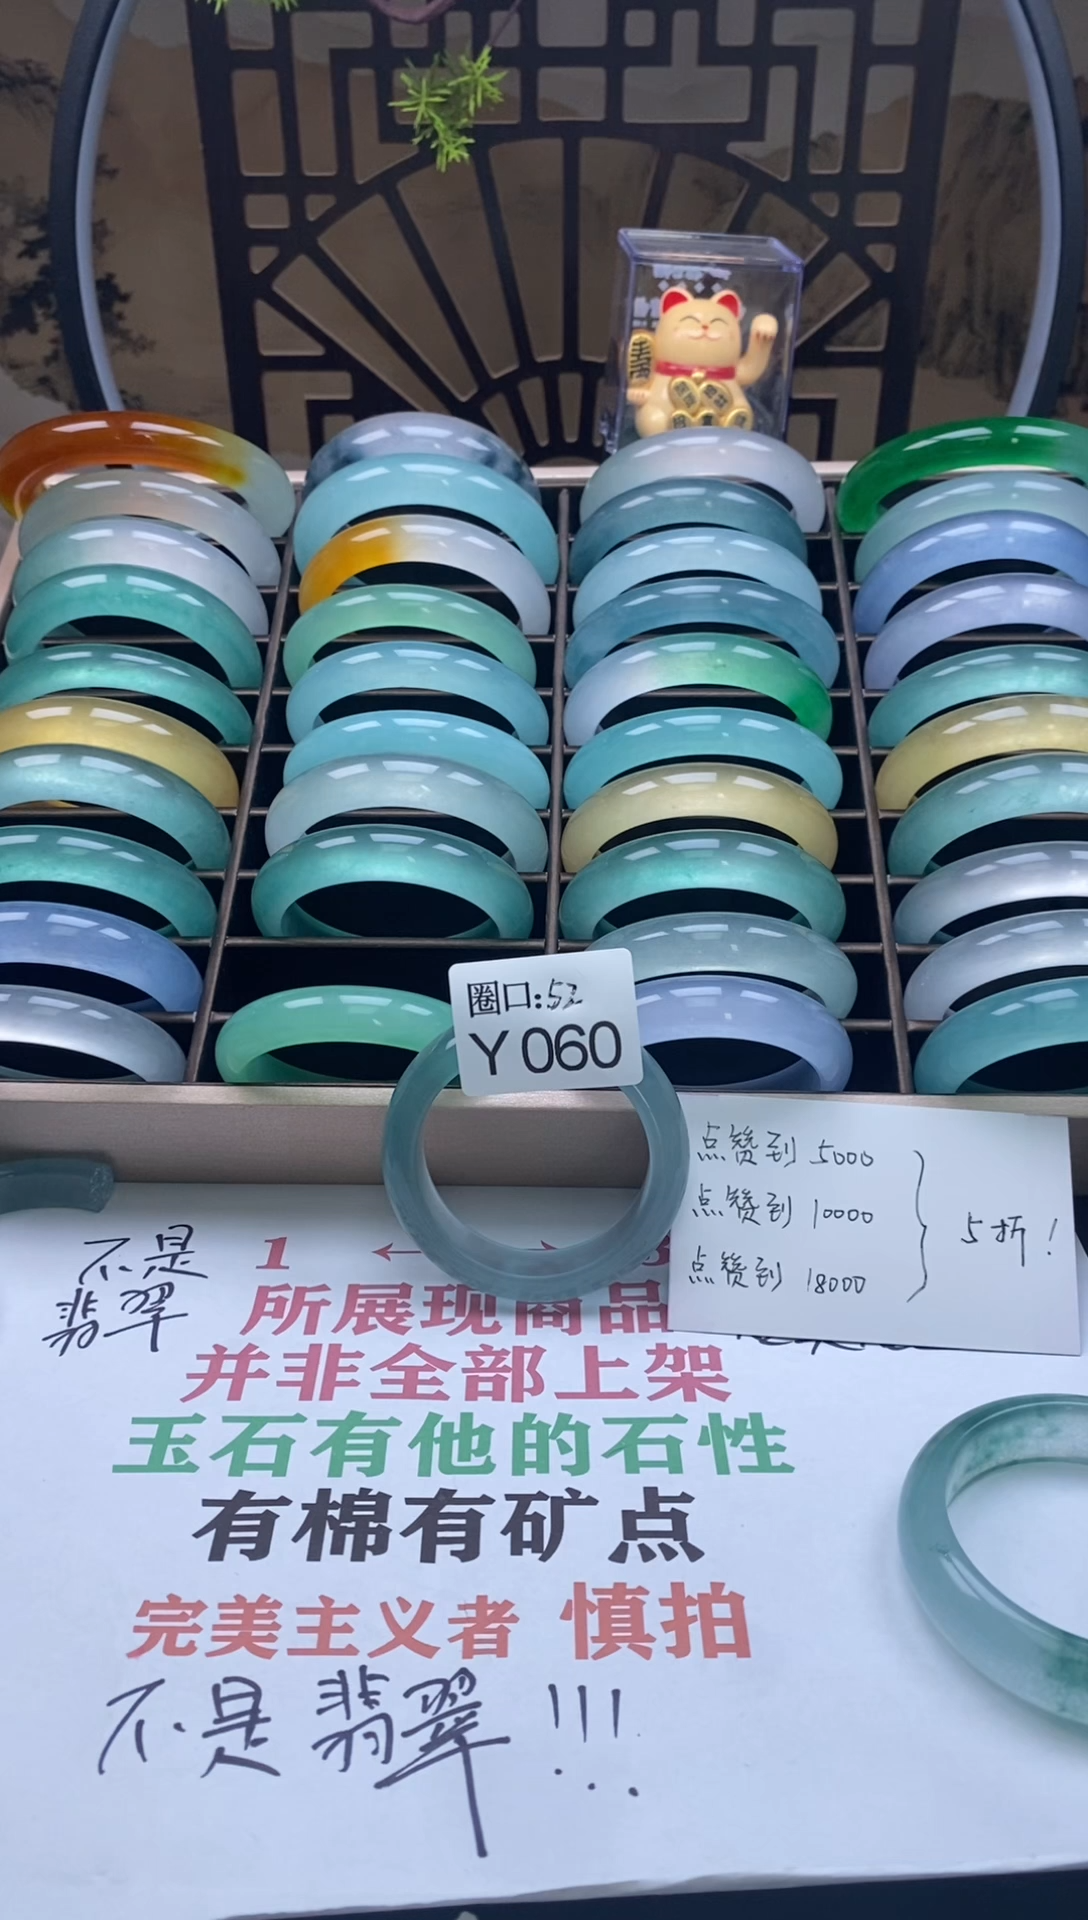 圈口:52
Y060
点赞到 5000
点赞到 10000
点赞到 18000
5折!
不是
翡翠
1 ← →
所展现商品
并非全部上架
玉石有他的石性
有棉有矿点
完美主义者 慎拍
不是翡翠!!!